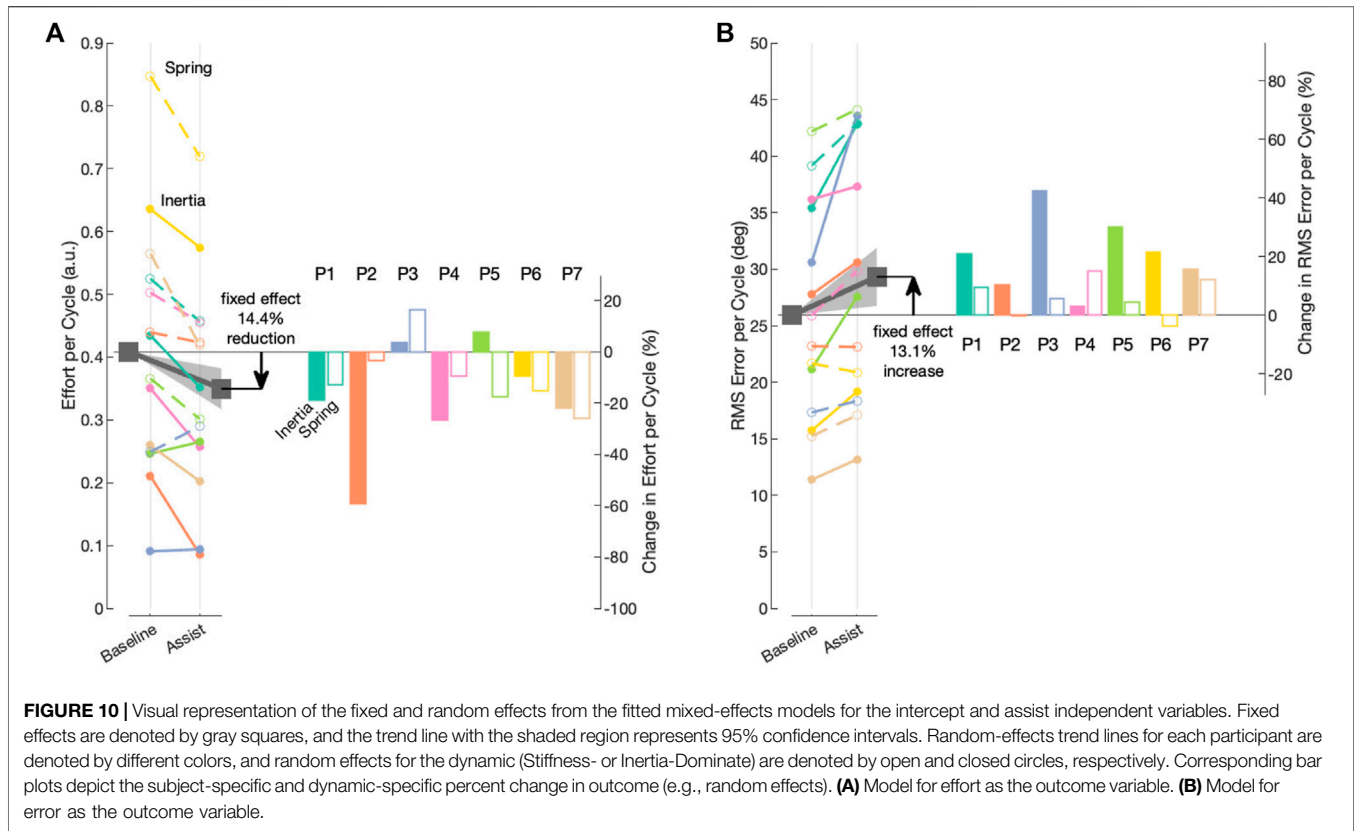 A
Effort per Cycle (a.u.)
0.9
0.8
0.7
0.6
0.5
0.4
0.3
0.2
0.1
0
Spring
Inertia
fixed effect
14.4%
reduction
Baseline
Assist
P1 P2 P3 P4 P5 P6 P7
Inertia
Spring
20
0
-20
-40
-60
-80
-100
Change in Effort per Cycle (%)
B
RMS Error per Cycle (deg)
50
45
40
35
30
25
20
15
10
5
0
fixed effect
13.1%
increase
Baseline
Assist
P1 P2 P3 P4 P5 P6 P7
80
60
40
20
0
-20
Change in RMS Error per Cycle (%)
FIGURE 10 | Visual representation of the fixed and random effects from the fitted mixed-effects models for the intercept and assist independent variables. Fixed
effects are denoted by gray squares, and the trend line with the shaded region represents 95% confidence intervals. Random-effects trend lines for each participant are
denoted by different colors, and random effects for the dynamic (Stiffness- or Inertia-Dominate) are denoted by open and closed circles, respectively. Corresponding bar
plots depict the subject-specific and dynamic-specific percent change in outcome (e.g., random effects). (A) Model for effort as the outcome variable. (B) Model for
error as the outcome variable.